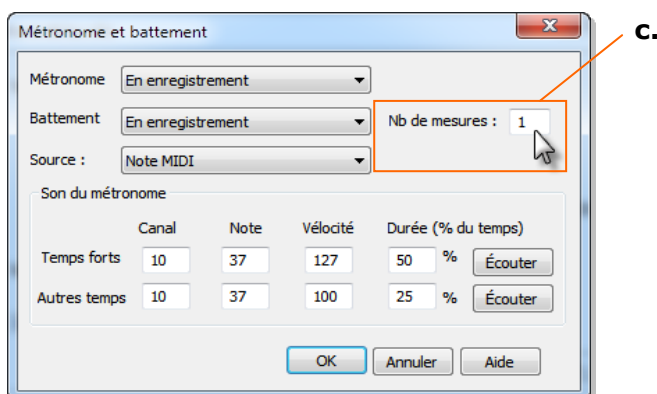 Métronome et battement
c.
Métronome En enregistrement
Battement En enregistrement Nb de mesures : 1
Source : Note MIDI
Son du métronome
Canal Note Vélocité Durée (% du temps)
Temps forts 10 37 127 50 % Écouter
Autres temps 10 37 100 25 % Écouter
OK Annuler Aide